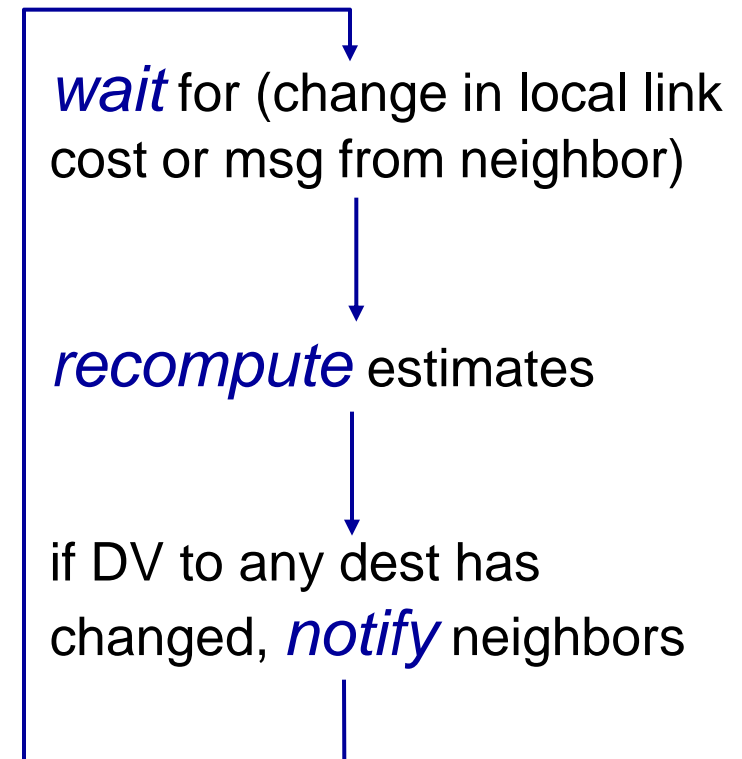 wait for (change in local link
cost or msg from neighbor)
recompute estimates
if DV to any dest has
changed, notify neighbors